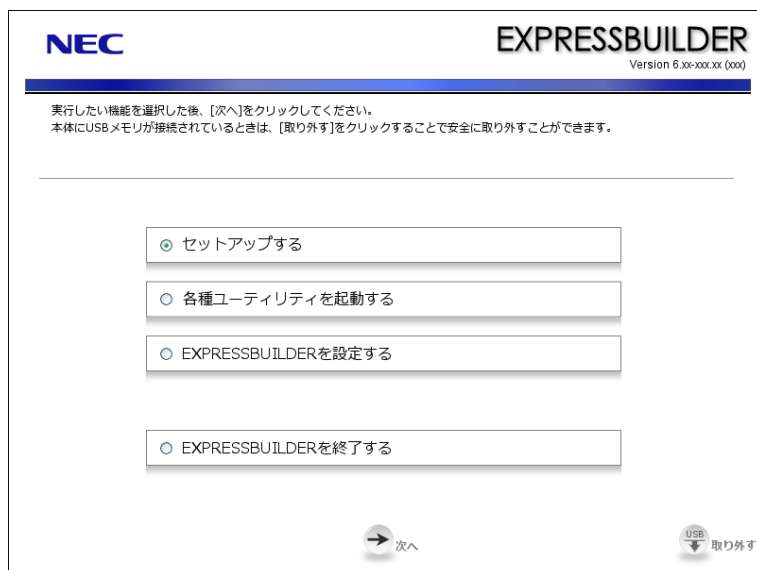 NEC
EXPRESSBUILDER
Version 6.xx-xxx.xx (xxx)
実行したい機能を選択した後、[次へ]をクリックしてください。
本体にUSBメモリが接続されているときは、[取り外す]をクリックすることで安全に取り外すことができます。
セットアップする
各種ユーティリティを起動する
EXPRESSBUILDERを設定する
EXPRESSBUILDERを終了する
次へ
USB
取り外す